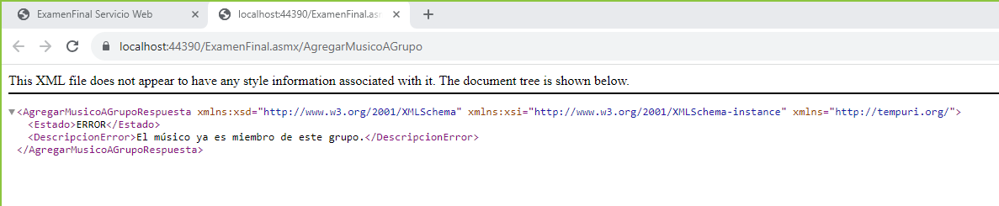 ExamenFinal Servicio Web
localhost:44390/ExamenFinal.asm
localhost:44390/ExamenFinal.asmx/AgregarMusicoAGrupo
This XML file does not appear to have any style information associated with it. The document tree is shown below.
<AgregarMusicoAGrupoRespuesta xmlns:xsd="http://www.w3.org/2001/XMLSchema" xmlns:xsi="http://www.w3.org/2001/XMLSchema-instance" xmlns="http://tempuri.org/">
<Estado>ERROR</Estado>
<DescripcionError>El músico ya es miembro de este grupo.</DescripcionError>
</AgregarMusicoAGrupoRespuesta>